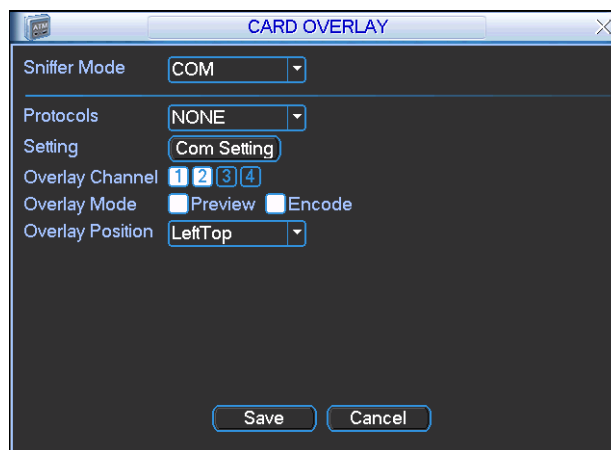 ATM
CARD OVERLAY
Sniffer Mode COM
Protocols NONE
Setting Com Setting
Overlay Channel 1 2 3 4
Overlay Mode Preview Encode
Overlay Position LeftTop
Save Cancel